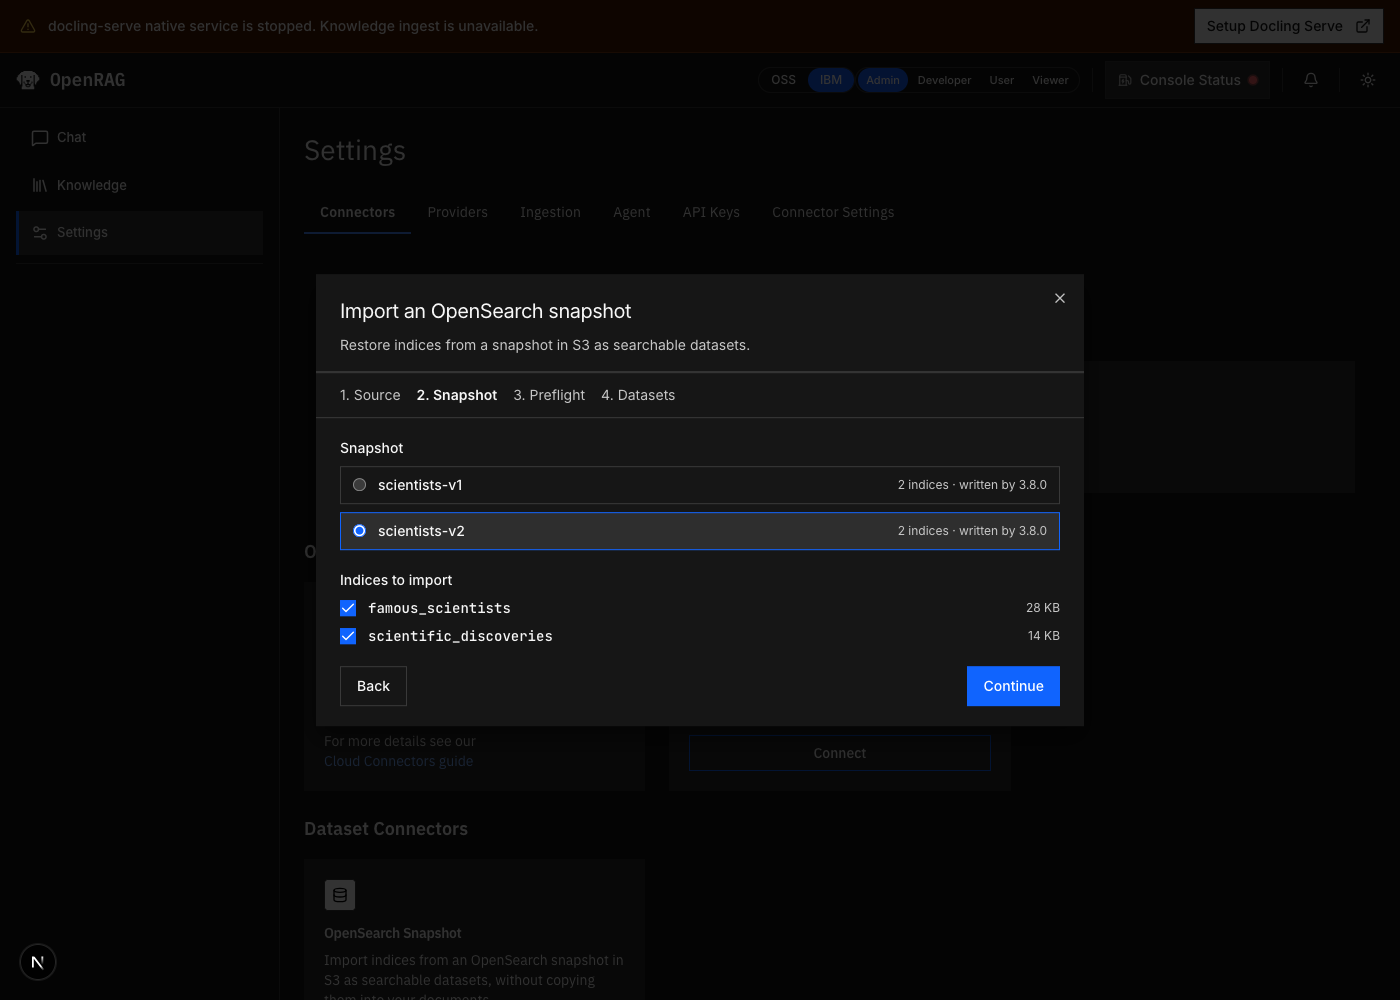 docling-serve native service is stopped. Knowledge ingest is unavailable.
Setup Docling Serve
OpenRAG
OSS IBM Admin Developer User Viewer
Console Status
Chat
Knowledge
Settings
Settings
Connectors Providers Ingestion Agent API Keys Connector Settings
Import an OpenSearch snapshot
Restore indices from a snapshot in S3 as searchable datasets.
1. Source 2. Snapshot 3. Preflight 4. Datasets
Snapshot
scientists-v1 2 indices · written by 3.8.0
scientists-v2 2 indices · written by 3.8.0
Indices to import
famous_scientists 28 KB
scientific_discoveries 14 KB
Back Continue
For more details see our
Cloud Connectors guide
Connect
Dataset Connectors
OpenSearch Snapshot
Import indices from an OpenSearch snapshot in
S3 as searchable datasets, without copying
them into your documents